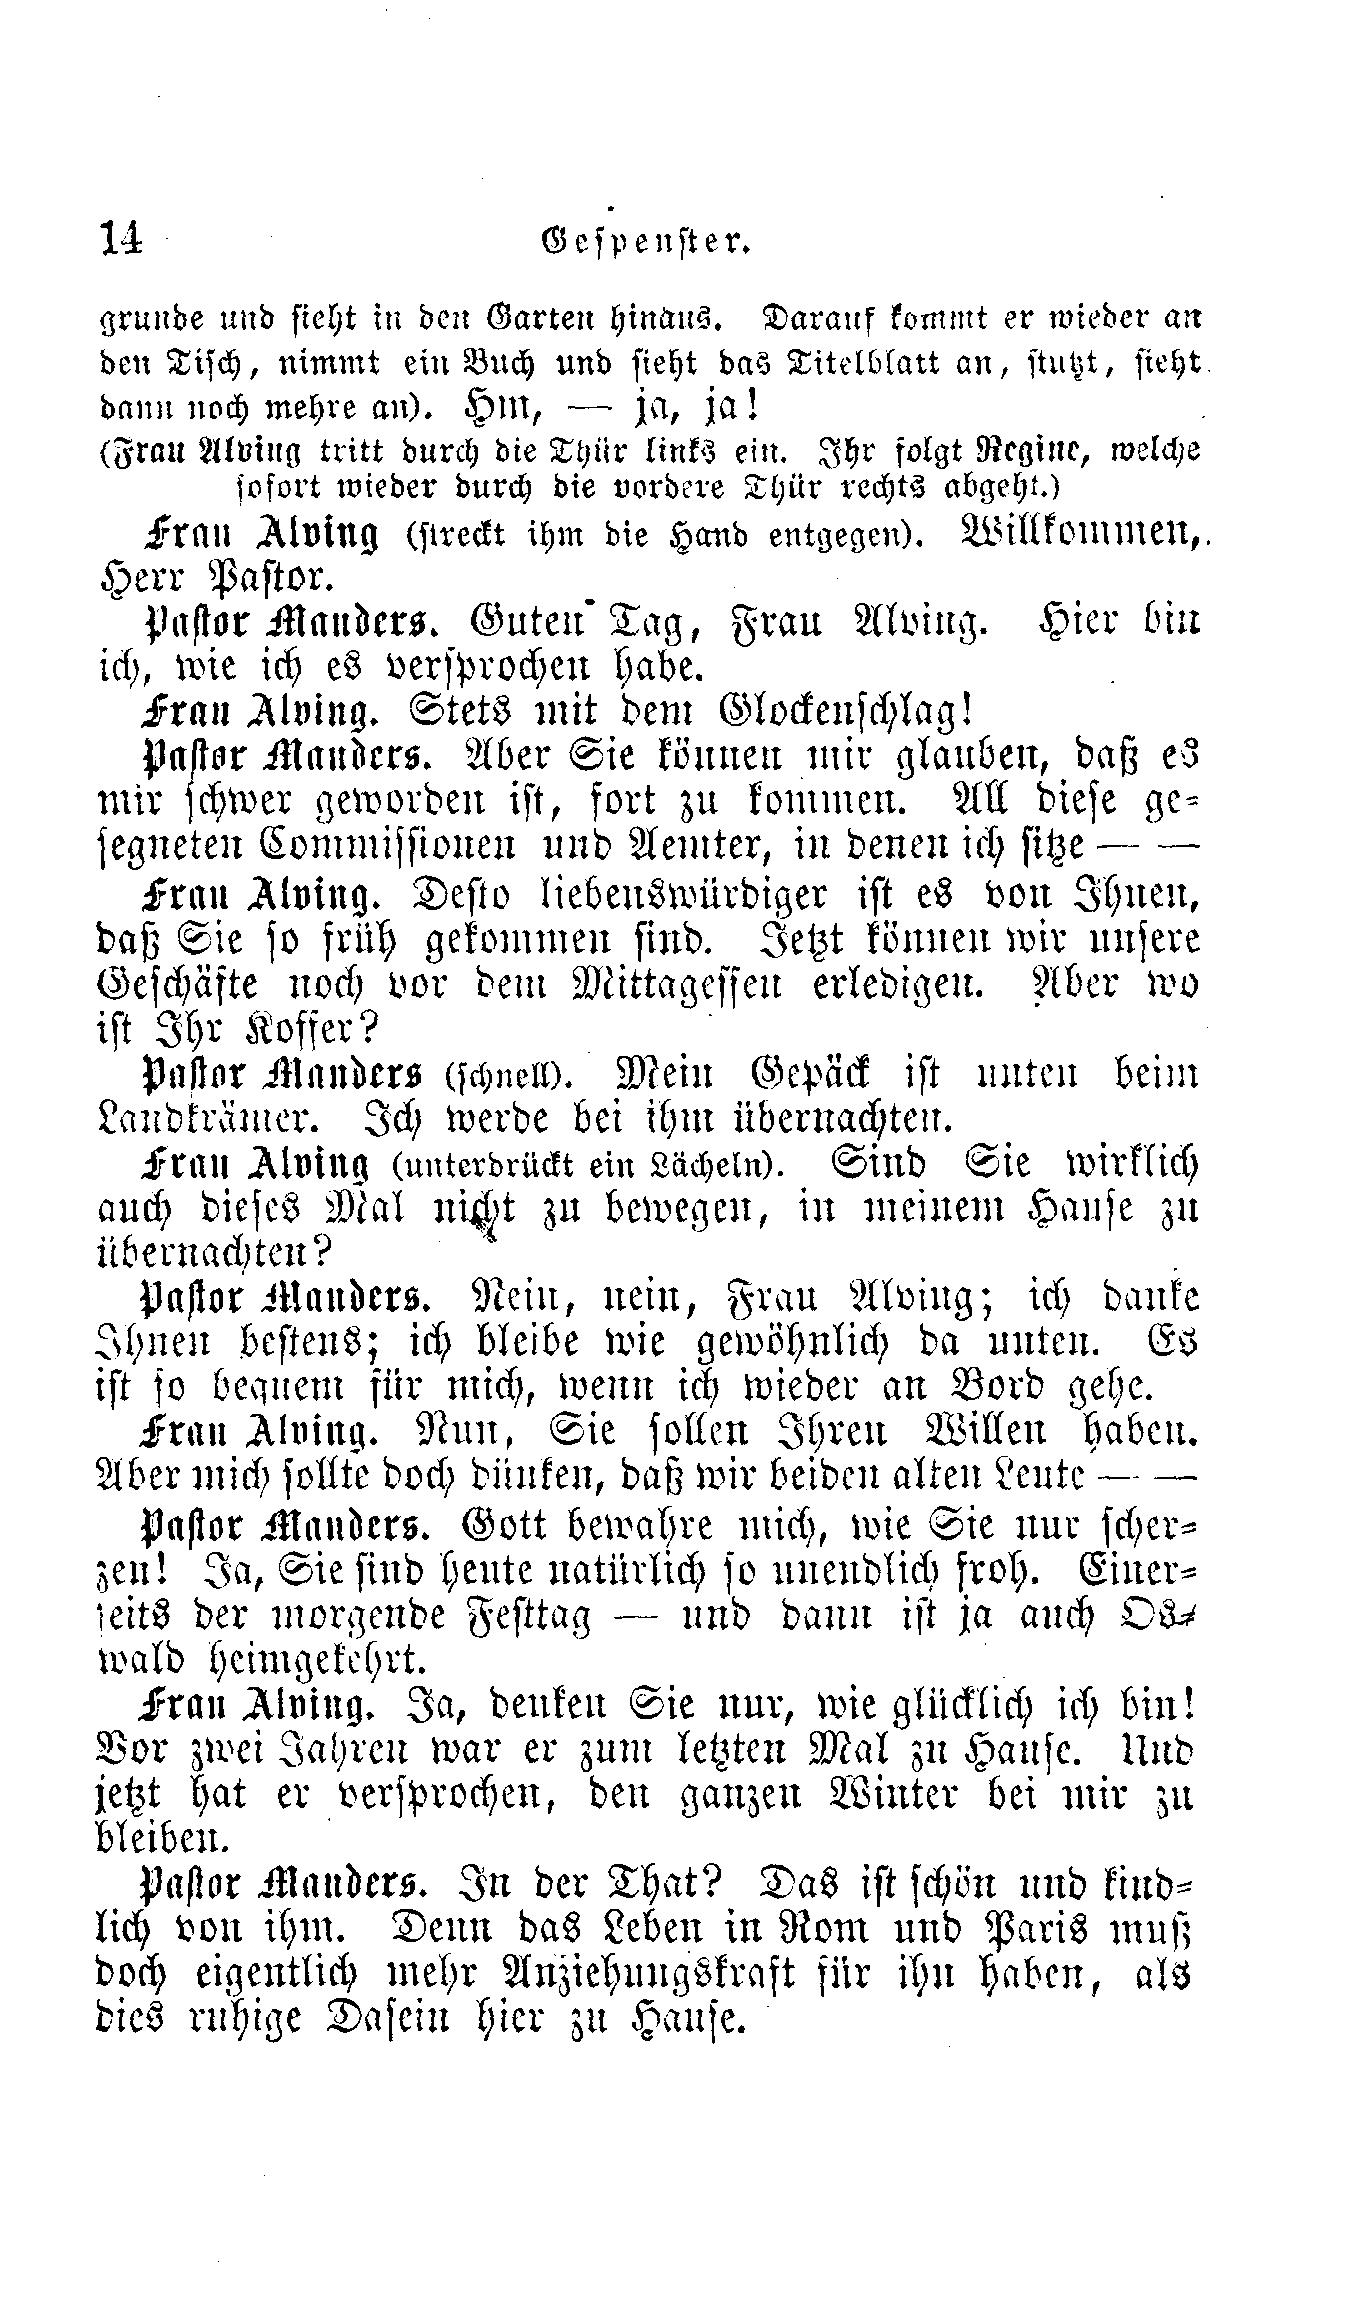 14 Gespenster.
grunde und sieht in den Garten hinaus. Darauf kommt er wieder an
den Tisch, nimmt ein Buch und sieht das Titelblatt an, stutzt, sieht
dann noch mehre an). Hm, — ja, ja!
(Frau Alving tritt durch die Thür links ein. Ihr folgt Regine, welche
sofort wieder durch die vordere Thür rechts abgeht.)
Frau Alving (streckt ihm die Hand entgegen). Willkommen,
Herr Pastor.
Pastor Manders. Guten Tag, Frau Alving. Hier bin
ich, wie ich es versprochen habe.
Frau Alving. Stets mit dem Glockenschlag!
Pastor Manders. Aber Sie können mir glauben, daß es
mir schwer geworden ist, fort zu kommen. All diese ge-
segneten Commissionen und Aemter, in denen ich sitze — —
Frau Alving. Desto liebenswürdiger ist es von Ihnen,
daß Sie so früh gekommen sind. Jetzt können wir unsere
Geschäfte noch vor dem Mittagessen erledigen. Aber wo
ist Ihr Koffer?
Pastor Manders (schnell). Mein Gepäck ist unten beim
Landkrämer. Ich werde bei ihm übernachten.
Frau Alving (unterdrückt ein Lächeln). Sind Sie wirklich
auch dieses Mal nicht zu bewegen, in meinem Hause zu
übernachten?
Pastor Manders. Nein, nein, Frau Alving; ich danke
Ihnen bestens; ich bleibe wie gewöhnlich da unten. Es
ist so bequem für mich, wenn ich wieder an Bord gehe.
Frau Alving. Nun, Sie sollen Ihren Willen haben.
Aber mich sollte doch dünken, daß wir beiden alten Leute — —
Pastor Manders. Gott bewahre mich, wie Sie nur scher-
zen! Ja, Sie sind heute natürlich so unendlich froh. Einer-
seits der morgende Festtag — und dann ist ja auch Os-
wald heimgekehrt.
Frau Alving. Ja, denken Sie nur, wie glücklich ich bin!
Vor zwei Jahren war er zum letzten Mal zu Hause. Und
jetzt hat er versprochen, den ganzen Winter bei mir zu
bleiben.
Pastor Manders. In der That? Das ist schön und kind-
lich von ihm. Denn das Leben in Rom und Paris muß
doch eigentlich mehr Anziehungskraft für ihn haben, als
dies ruhige Dasein hier zu Hause.